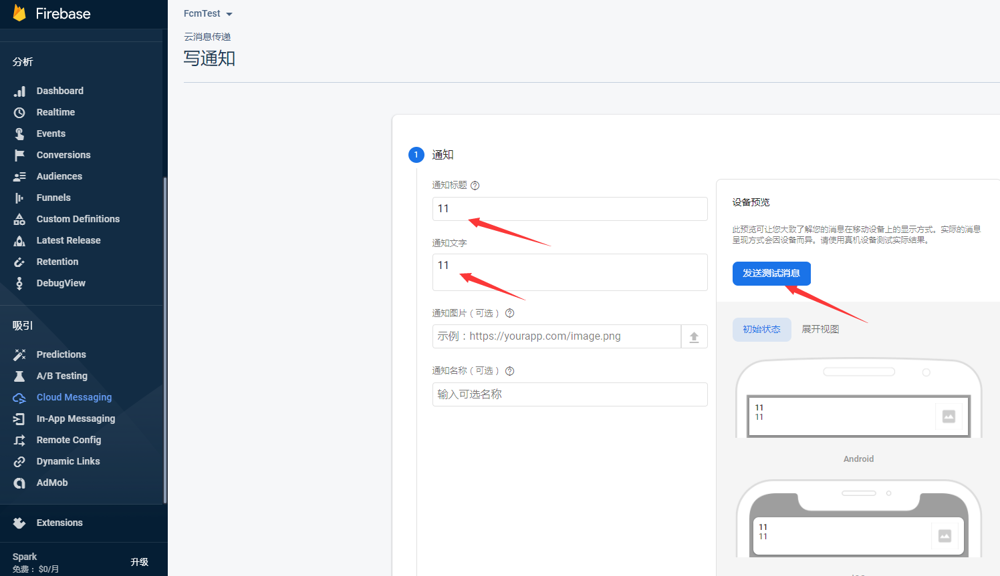 Firebase
分析
Dashboard
Realtime
Events
Conversions
Audiences
Funnels
Custom Definitions
Latest Release
Retention
DebugView
吸引
Predictions
A/B Testing
Cloud Messaging
In-App Messaging
Remote Config
Dynamic Links
AdMob
Extensions
Spark
免费： $0/月
升级
FcmTest
云消息传递
写通知
1 通知
通知标题
11
通知文字
11
通知图片（可选）
示例：https://yourapp.com/image.png
通知名称（可选）
输入可选名称
设备预览
此预览可让您大致了解您的消息在移动设备上的显示方式。实际的消息
呈现方式会因设备而异。请使用真机设备测试实际结果。
发送测试消息
初始状态 展开视图
11
11
Android
11
11